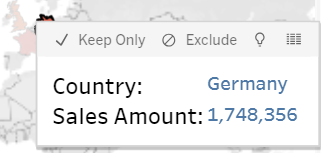 Keep Only Exclude
Country: Germany
Sales Amount: 1,748,356